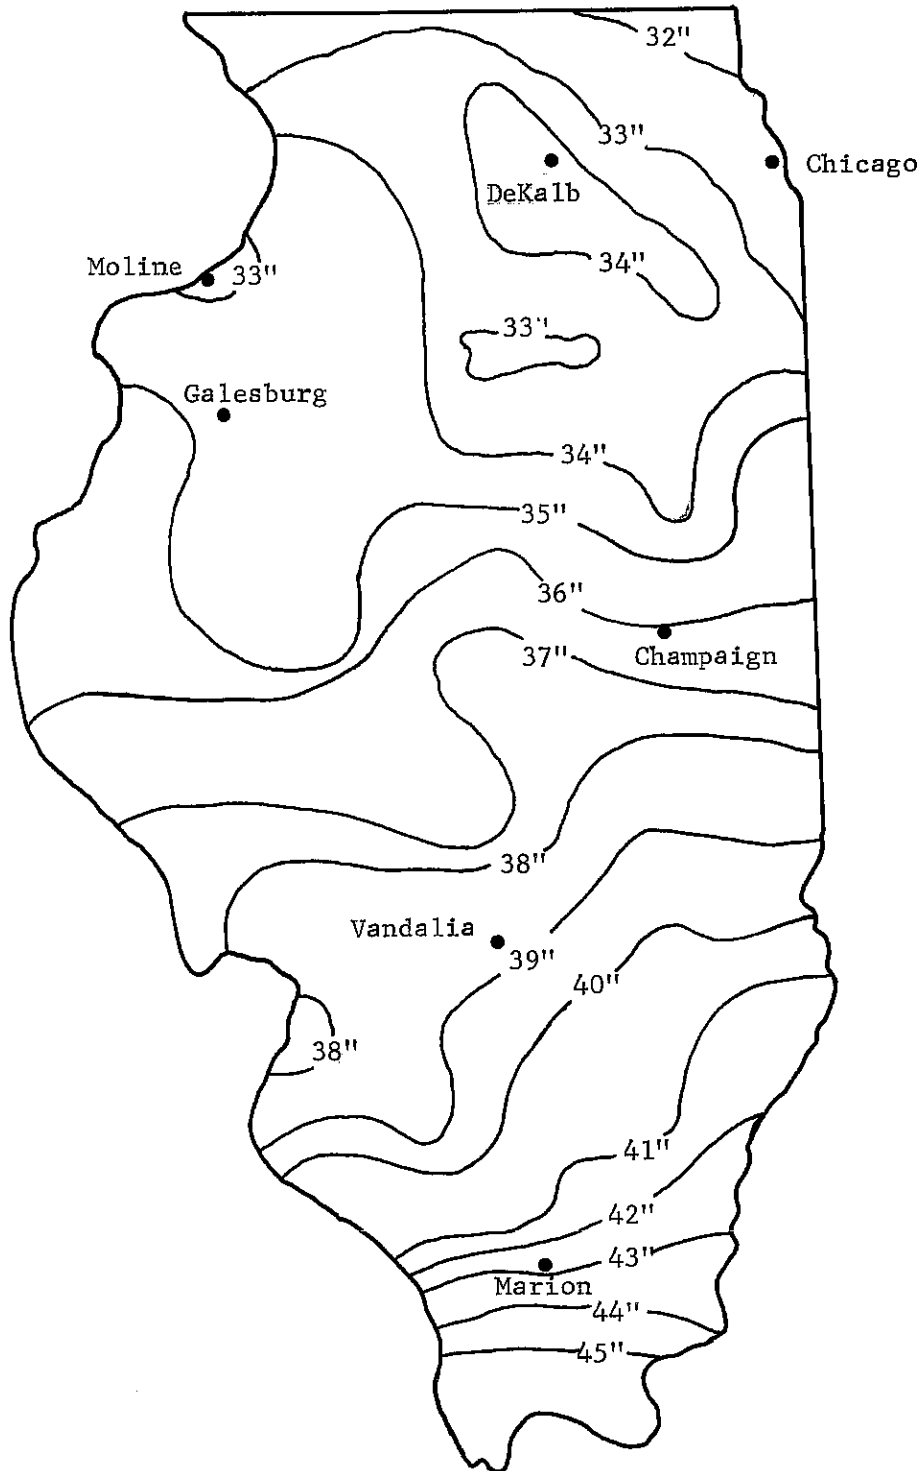 32"
33"
Chicago
DeKalb
34"
Moline
33"
33"
Galesburg
34"
35"
36"
37"
Champaign
38"
Vandalia
39"
40"
38"
41"
42"
43"
Marion
44"
45"